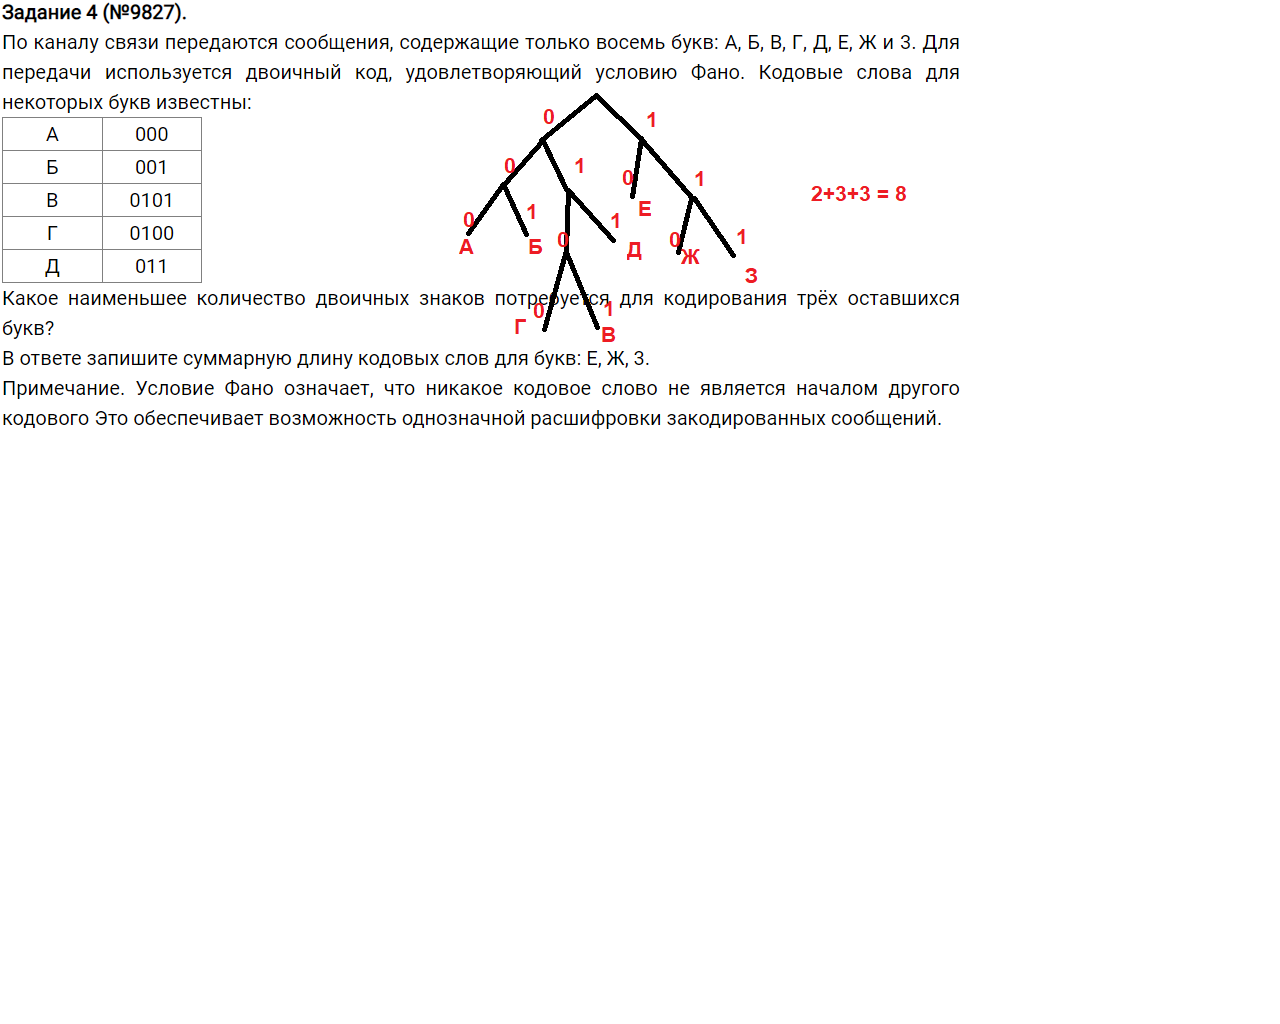 Задание 4 (№9827).
По каналу связи передаются сообщения, содержащие только восемь букв: А, Б, В, Г, Д, Е, Ж и З. Для
передачи используется двоичный код, удовлетворяющий условию Фано. Кодовые слова для
некоторых букв известны:
А 000
Б 001
В 0101
Г 0100
Д 011
0 1
0 1 0 1
0 1 0 1 0 1
А Б Д Е Ж З
0 1
Г В
2+3+3 = 8
Какое наименьшее количество двоичных знаков потребуется для кодирования трёх оставшихся
букв?
В ответе запишите суммарную длину кодовых слов для букв: Е, Ж, З.
Примечание. Условие Фано означает, что никакое кодовое слово не является началом другого
кодового Это обеспечивает возможность однозначной расшифровки закодированных сообщений.